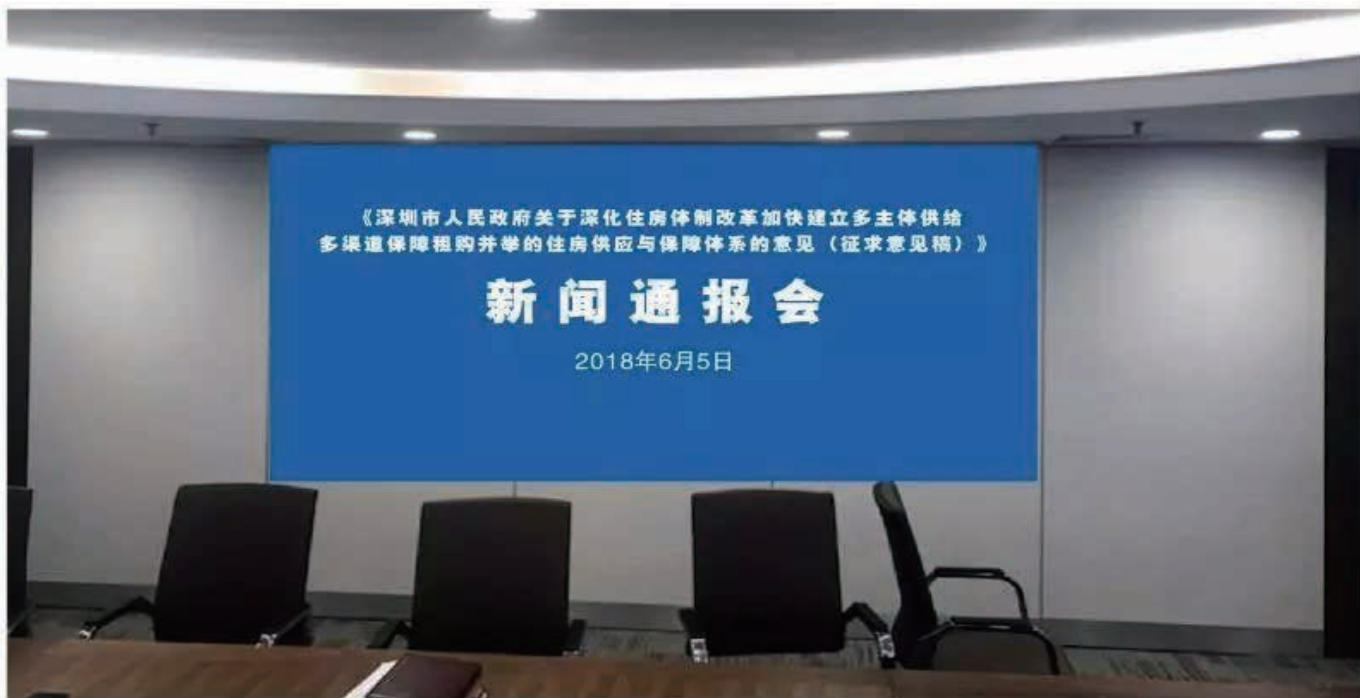 《深圳市人民政府关于深化住房体制改革加快建立多主体供给
多渠道保障租购并举的住房供应与保障体系的意见（征求意见稿）》
新闻通报会
2018年6月5日